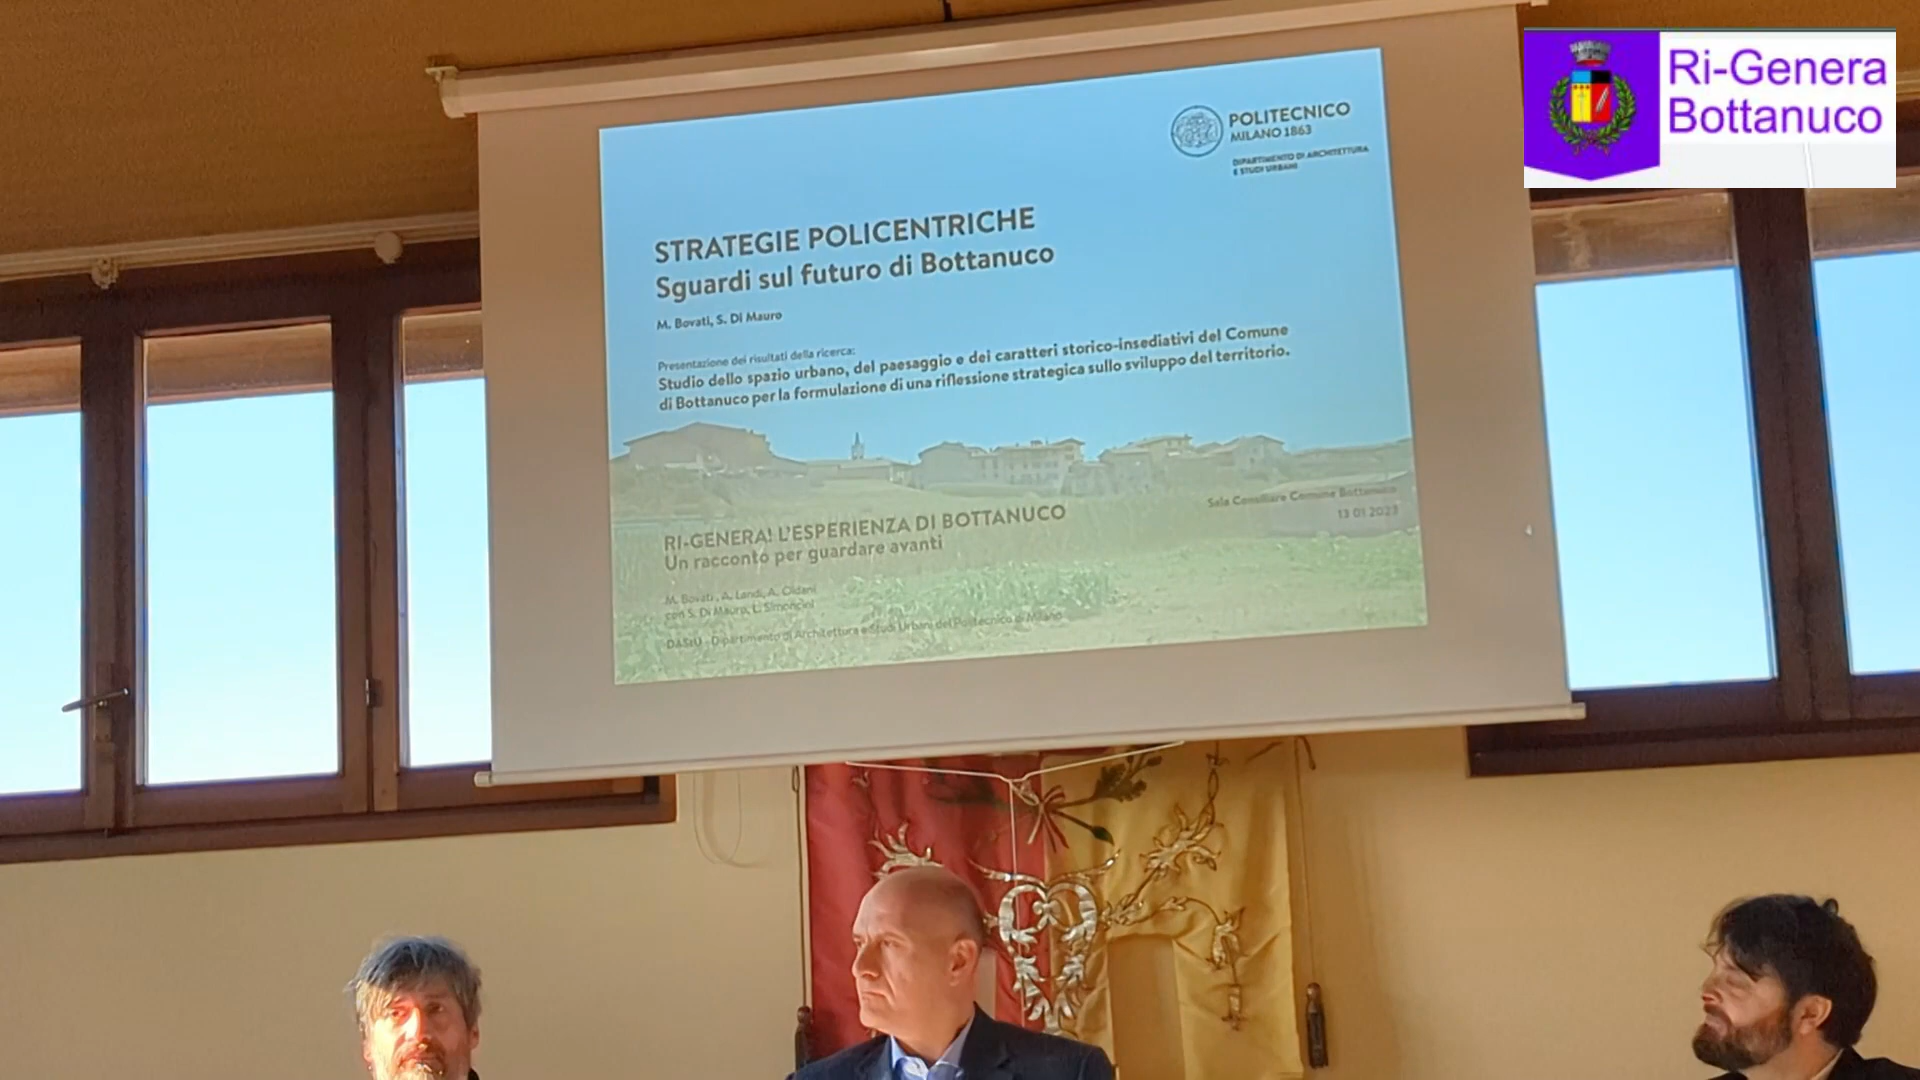 Ri-Genera
Bottanuco
POLITECNICO
MILANO 1863
DIPARTIMENTO DI ARCHITETTURA
E STUDI URBANI
STRATEGIE POLICENTRICHE
Sguardi sul futuro di Bottanuco
M. Bovati, S. Di Mauro
Presentazione dei risultati della ricerca:
Studio dello spazio urbano, del paesaggio e dei caratteri storico-insediativi del Comune
di Bottanuco per la formulazione di una riflessione strategica sullo sviluppo del territorio.
Sala Consiliare Comune Bottanuco
13 01 2023
RI-GENERA! L'ESPERIENZA DI BOTTANUCO
Un racconto per guardare avanti
M. Bovati, A. Landi, A. Oldani
con S. Di Mauro, L. Simoncini
DAStU - Dipartimento di Architettura e Studi Urbani del Politecnico di Milano